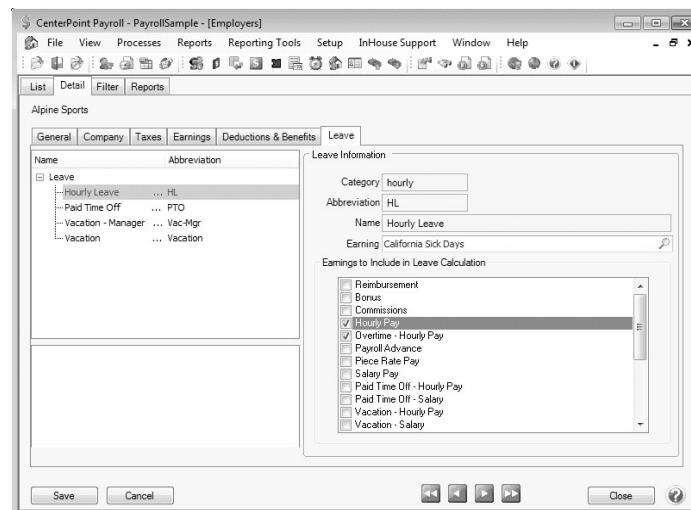 CenterPoint Payroll - PayrollSample - [Employers]
File View Processes Reports Reporting Tools Setup InHouse Support Window Help
List Detail Filter Reports
Alpine Sports
General Company Taxes Earnings Deductions & Benefits Leave
Name Abbreviation
Leave
Hourly Leave ... HL
Paid Time Off ... PTO
Vacation - Manager ... Vac-Mgr
Vacation ... Vacation
Leave Information
Category hourly
Abbreviation HL
Name Hourly Leave
Earning California Sick Days
Earnings to Include in Leave Calculation
Reimbursement
Bonus
Commissions
Hourly Pay
Overtime - Hourly Pay
Payroll Advance
Piece Rate Pay
Salary Pay
Paid Time Off - Hourly Pay
Paid Time Off - Salary
Vacation - Hourly Pay
Vacation - Salary
Save Cancel Close